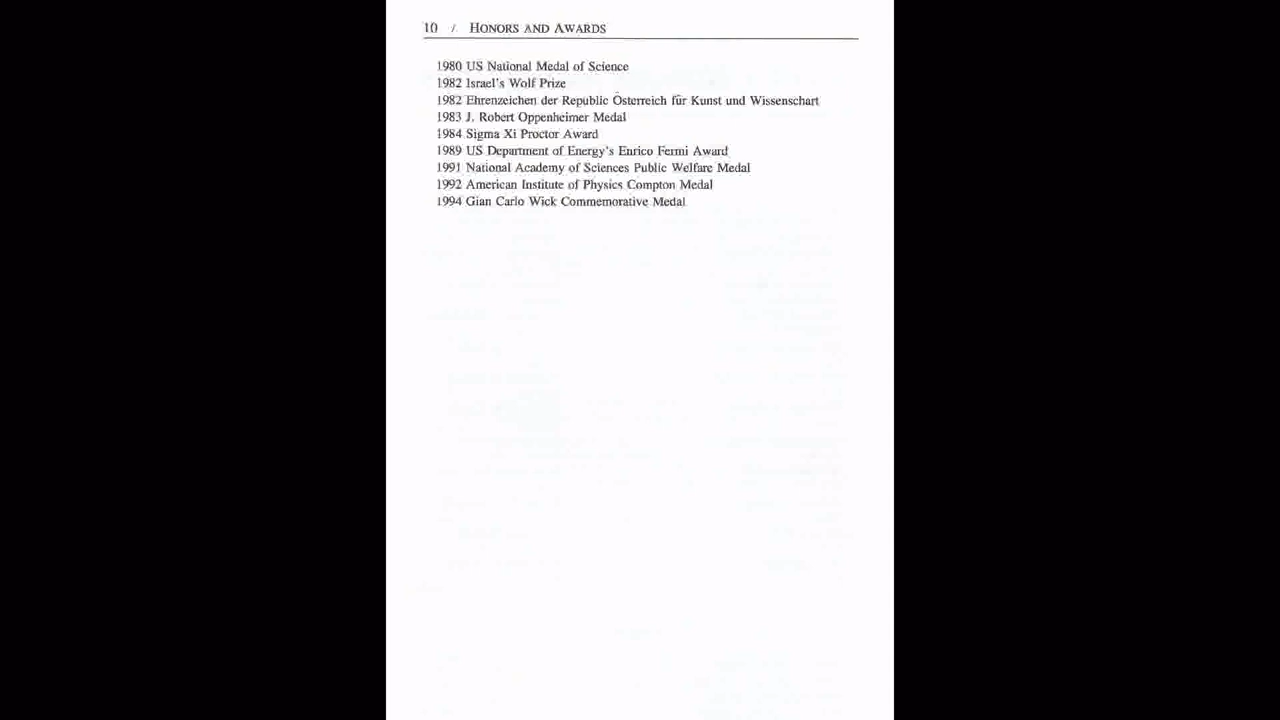 10 / HONORS AND AWARDS
1980 US National Medal of Science
1982 Israel's Wolf Prize
1982 Ehrenzeichen der Republic Österreich für Kunst und Wissenschart
1983 J. Robert Oppenheimer Medal
1984 Sigma Xi Proctor Award
1989 US Department of Energy's Enrico Fermi Award
1991 National Academy of Sciences Public Welfare Medal
1992 American Institute of Physics Compton Medal
1994 Gian Carlo Wick Commemorative Medal